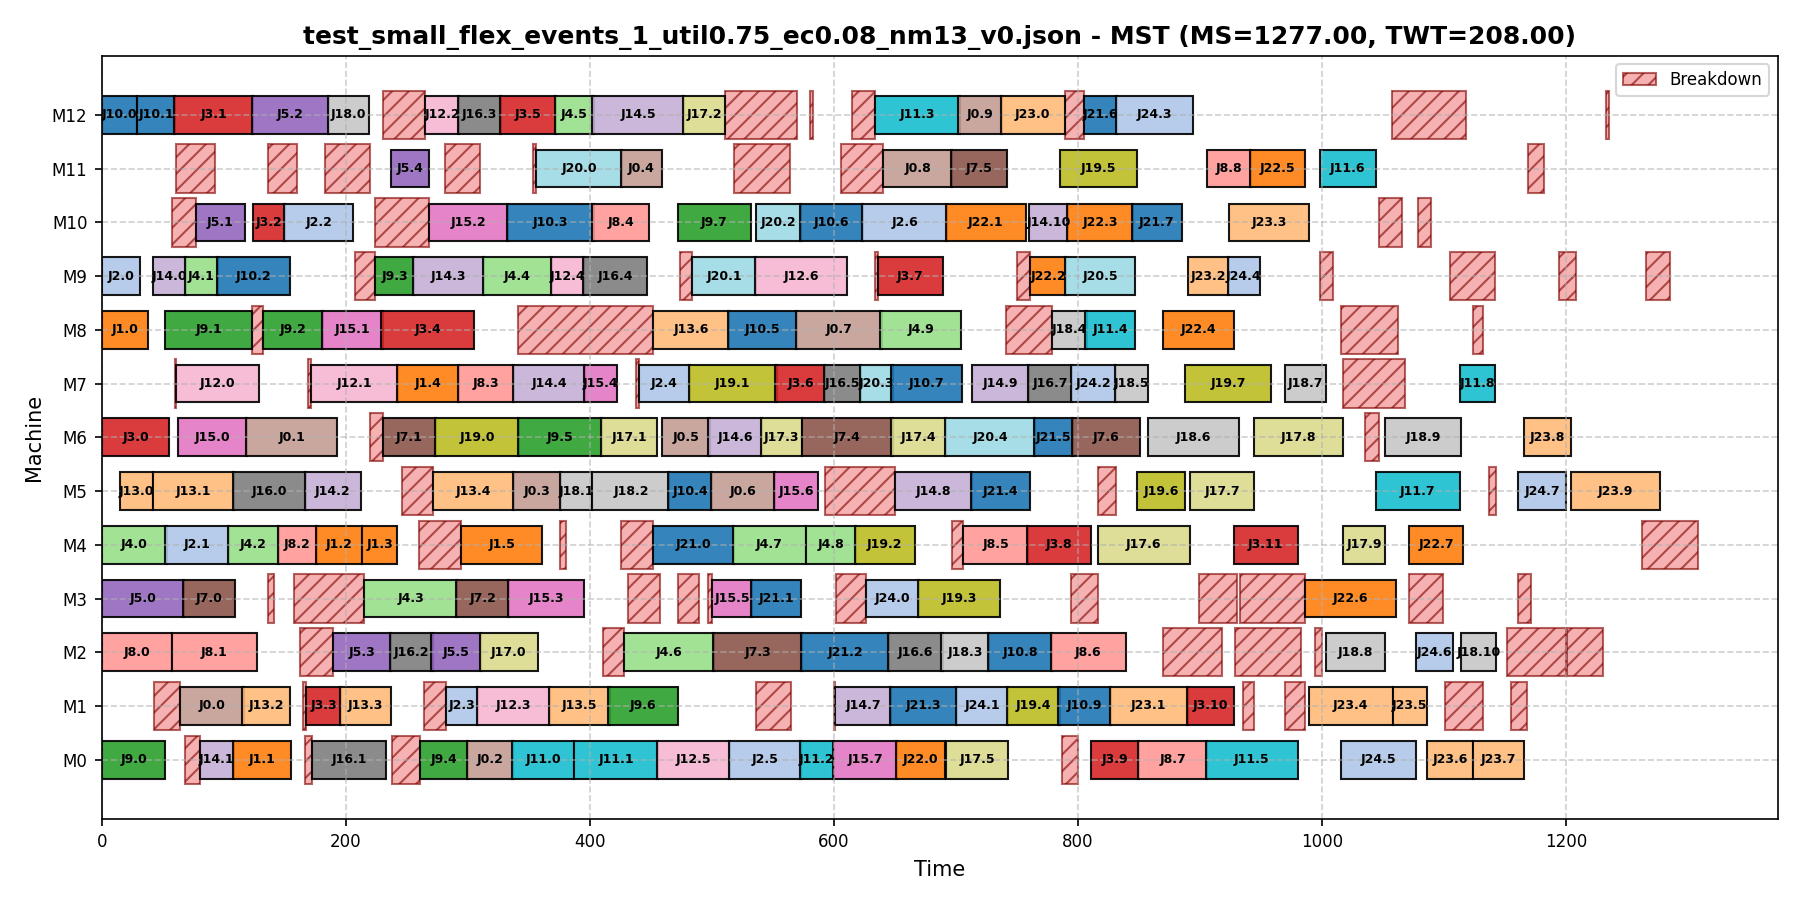 test_small_flex_events_1_util0.75_ec0.08_nm13_v0.json - MST (MS=1277.00, TWT=208.00)
Breakdown
M12 J10.0 J10.1 J3.1 J5.2 J18.0 J12.2 J16.3 J3.5 J4.5 J14.5 J17.2 J11.3 J0.9 J23.0 J21.6 J24.3
M11 J5.4 J20.0 J0.4 J0.8 J7.5 J19.5 J8.8 J22.5 J11.6
M10 J5.1 J3.2 J2.2 J15.2 J10.3 J8.4 J9.7 J20.2 J10.6 J2.6 J22.1 J14.10 J22.3 J21.7 J23.3
M9 J2.0 J14.0 J4.1 J10.2 J9.3 J14.3 J4.4 J12.4 J16.4 J20.1 J12.6 J3.7 J22.2 J20.5 J23.2 J24.4
M8 J1.0 J9.1 J9.2 J15.1 J3.4 J13.6 J10.5 J0.7 J4.9 J18.4 J11.4 J22.4
M7 J12.0 J12.1 J1.4 J8.3 J14.4 J15.4 J2.4 J19.1 J3.6 J16.5 J20.3 J10.7 J14.9 J16.7 J24.2 J18.5 J19.7 J18.7 J11.8
M6 J3.0 J15.0 J0.1 J7.1 J19.0 J9.5 J17.1 J0.5 J14.6 J17.3 J7.4 J17.4 J20.4 J21.5 J7.6 J18.6 J17.8 J18.9 J23.8
M5 J13.0 J13.1 J16.0 J14.2 J13.4 J0.3 J18.1 J18.2 J10.4 J0.6 J15.6 J14.8 J21.4 J19.6 J17.7 J11.7 J24.7 J23.9
M4 J4.0 J2.1 J4.2 J8.2 J1.2 J1.3 J1.5 J21.0 J4.7 J4.8 J19.2 J8.5 J3.8 J17.6 J3.11 J17.9 J22.7
M3 J5.0 J7.0 J4.3 J7.2 J15.3 J15.5 J21.1 J24.0 J19.3 J22.6
M2 J8.0 J8.1 J5.3 J16.2 J5.5 J17.0 J4.6 J7.3 J21.2 J16.6 J18.3 J10.8 J8.6 J18.8 J24.6 J18.10
M1 J0.0 J13.2 J3.3 J13.3 J2.3 J12.3 J13.5 J9.6 J14.7 J21.3 J24.1 J19.4 J10.9 J23.1 J3.10 J23.4 J23.5
M0 J9.0 J14.1 J1.1 J16.1 J9.4 J0.2 J11.0 J11.1 J12.5 J2.5 J11.2 J15.7 J22.0 J17.5 J3.9 J8.7 J11.5 J24.5 J23.6 J23.7
0 200 400 600 800 1000 1200
Time
Machine